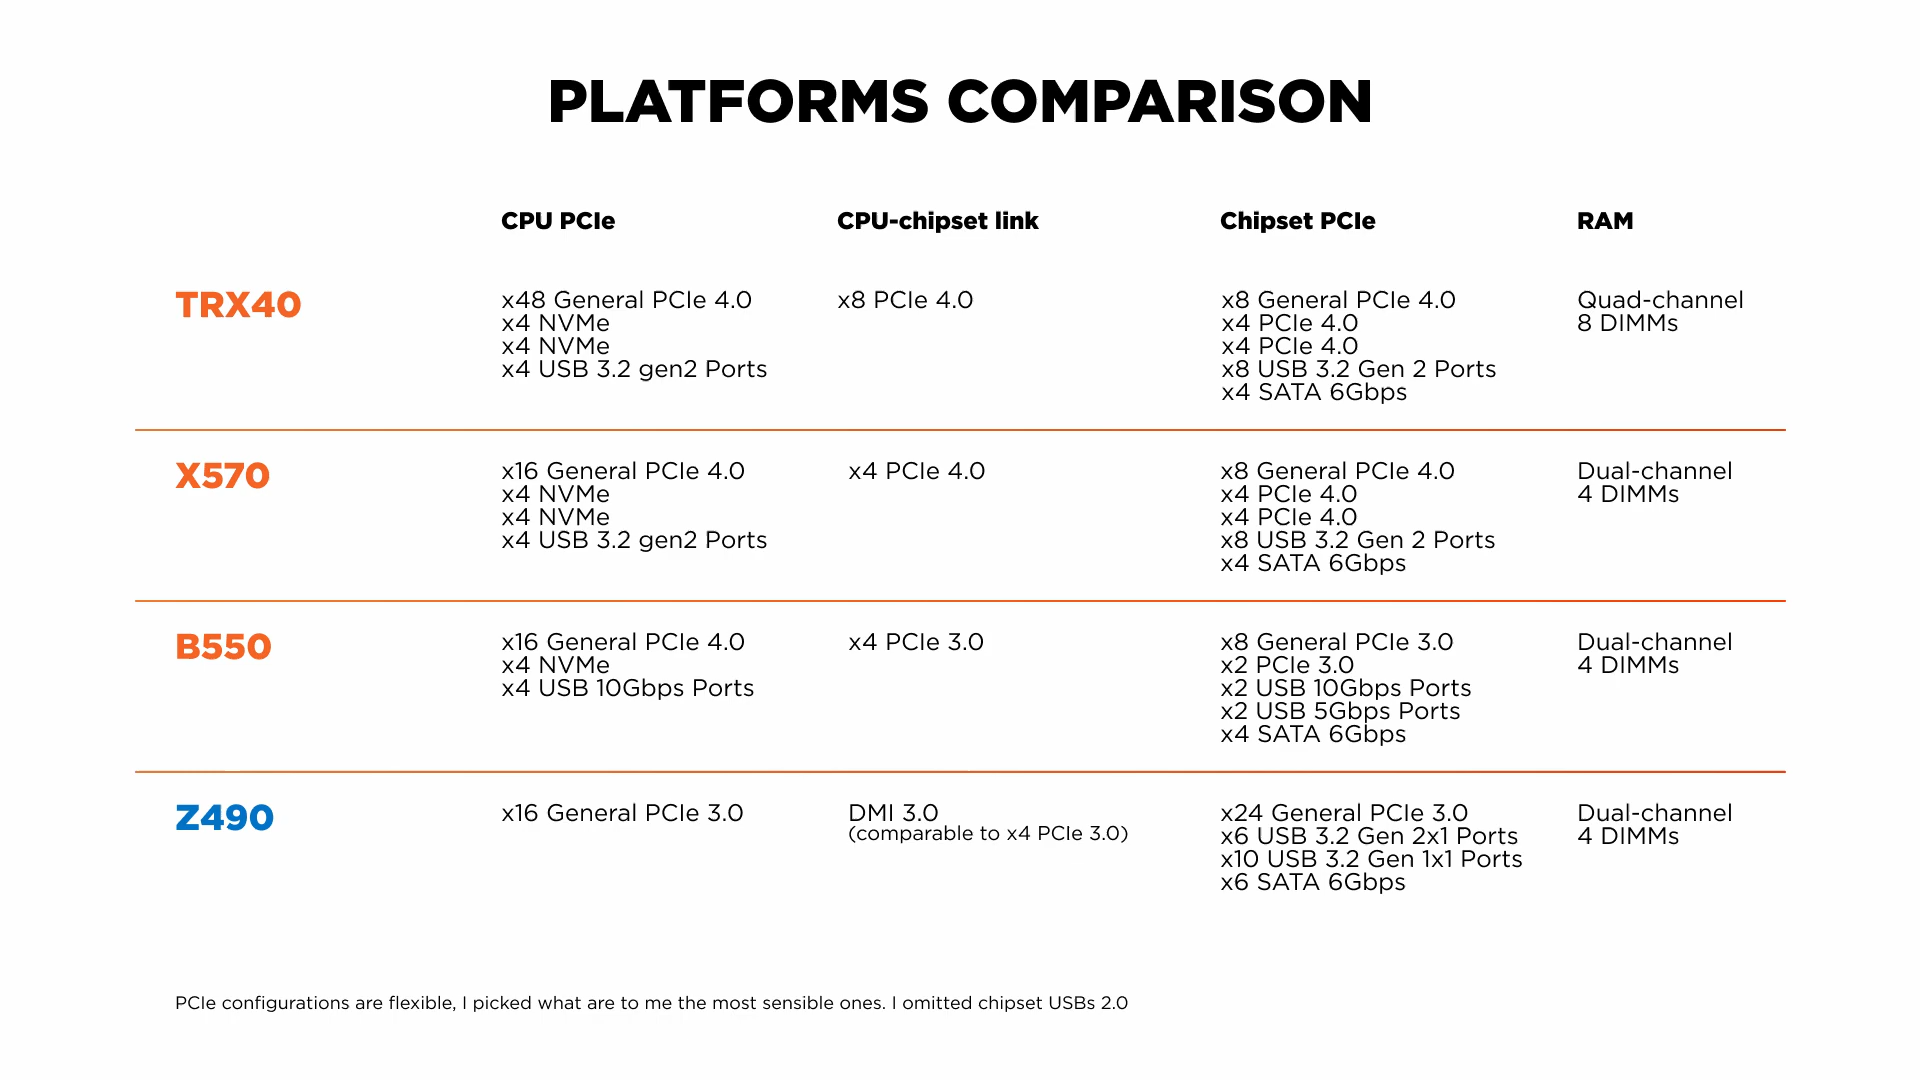 PLATFORMS COMPARISON
CPU PCIe
CPU-chipset link
Chipset PCIe
RAM
TRX40
x48 General PCIe 4.0
x4 NVMe
x4 NVMe
x4 USB 3.2 gen2 Ports
x8 PCIe 4.0
x8 General PCIe 4.0
x4 PCIe 4.0
x4 PCIe 4.0
x8 USB 3.2 Gen 2 Ports
x4 SATA 6Gbps
Quad-channel
8 DIMMs
X570
x16 General PCIe 4.0
x4 NVMe
x4 NVMe
x4 USB 3.2 gen2 Ports
x4 PCIe 4.0
x8 General PCIe 4.0
x4 PCIe 4.0
x4 PCIe 4.0
x8 USB 3.2 Gen 2 Ports
x4 SATA 6Gbps
Dual-channel
4 DIMMs
B550
x16 General PCIe 4.0
x4 NVMe
x4 USB 10Gbps Ports
x4 PCIe 3.0
x8 General PCIe 3.0
x2 PCIe 3.0
x2 USB 10Gbps Ports
x2 USB 5Gbps Ports
x4 SATA 6Gbps
Dual-channel
4 DIMMs
Z490
x16 General PCIe 3.0
DMI 3.0
(comparable to x4 PCIe 3.0)
x24 General PCIe 3.0
x6 USB 3.2 Gen 2x1 Ports
x10 USB 3.2 Gen 1x1 Ports
x6 SATA 6Gbps
Dual-channel
4 DIMMs
PCIe configurations are flexible, I picked what are to me the most sensible ones. I omitted chipset USBs 2.0